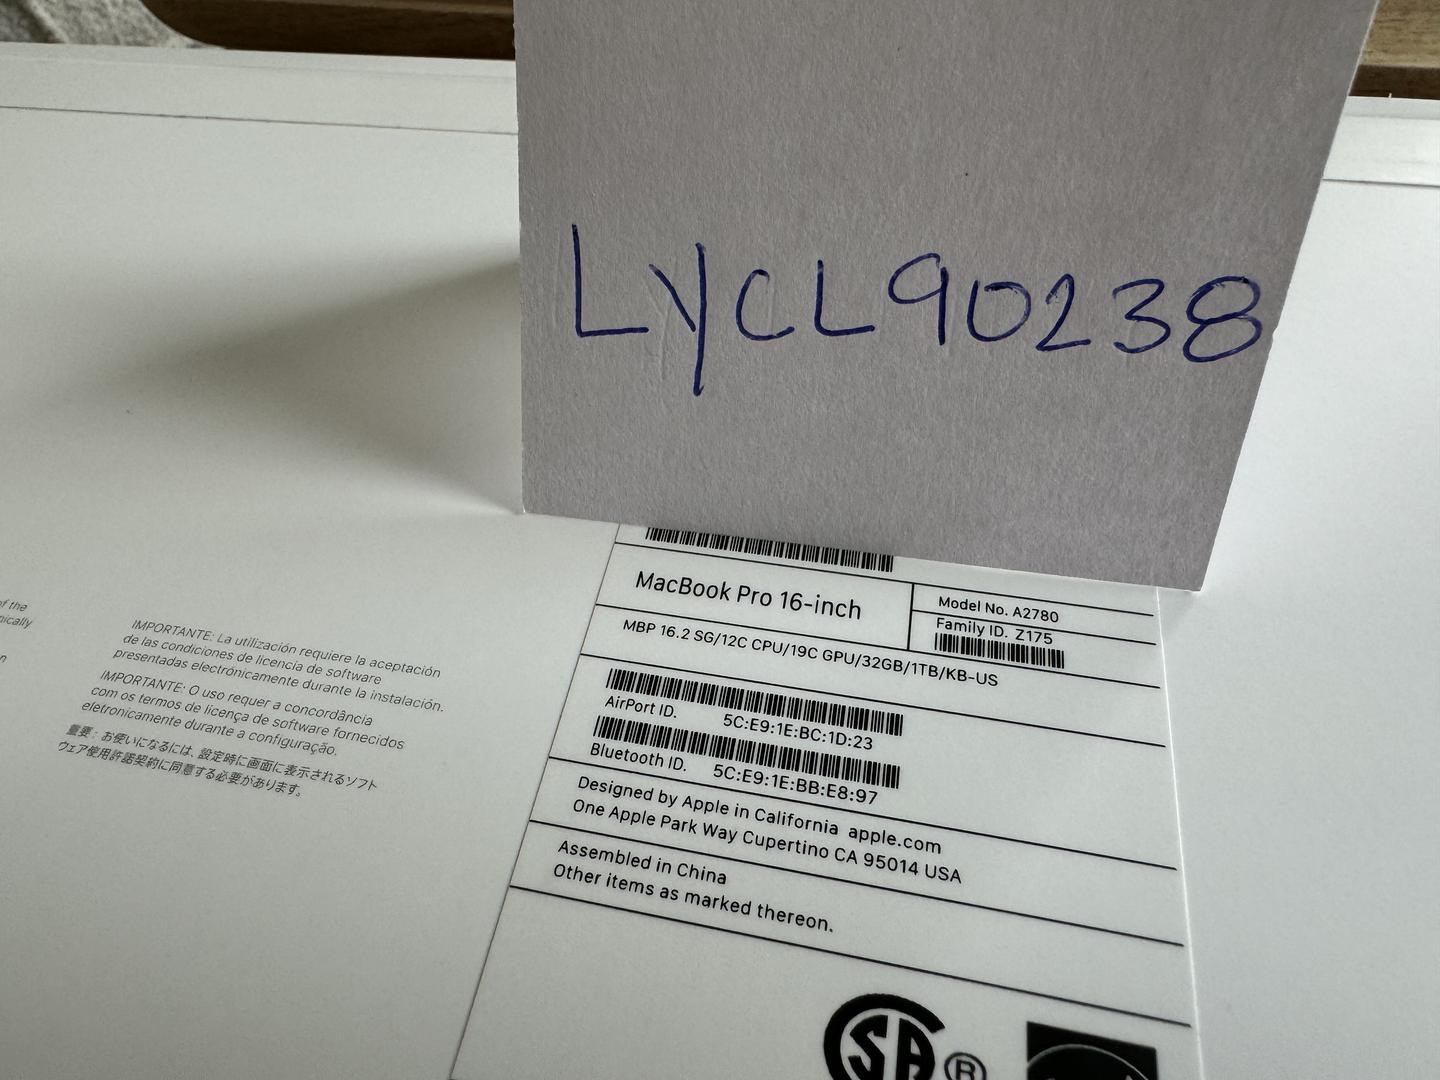 LYCL90238
MacBook Pro 16-inch
Model No. A2780
Family ID. Z175
MBP 16.2 SG/12C CPU/19C GPU/32GB/1TB/KB-US
AirPort ID. 5C:E9:1E:BC:1D:23
Bluetooth ID. 5C:E9:1E:BB:E8:97
Designed by Apple in California apple.com
One Apple Park Way Cupertino CA 95014 USA
Assembled in China
Other items as marked thereon.
SA ®
of the
IMPORTANTE: La utilización requiere la aceptación
de las condiciones de licencia de software
presentadas electrónicamente durante la instalación.
IMPORTANTE: O uso requer a concordância
com os termos de licença de software fornecidos
eletronicamente durante a configuração.
重要：お使いになるには、設定時に画面に表示されるソフト
ウェア使用許諾契約に同意する必要があります。